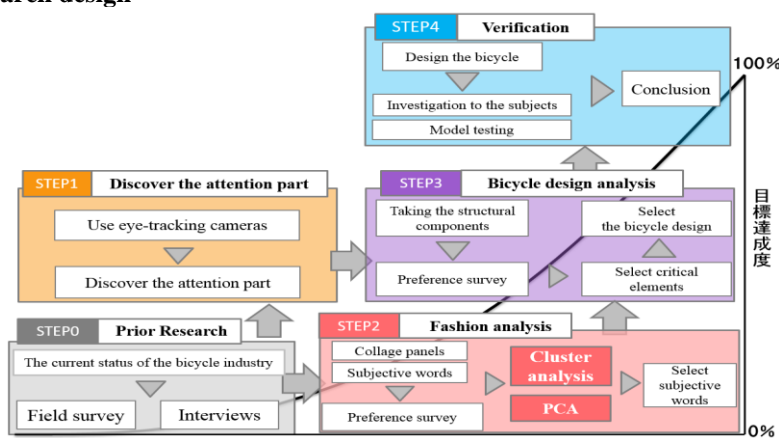 arch design
STEP4 Verification
Design the bicycle
Investigation to the subjects
Model testing
Conclusion
100%
STEP1 Discover the attention part
Use eye-tracking cameras
Discover the attention part
STEP3 Bicycle design analysis
Taking the structural
components
Preference survey
Select
the bicycle design
Select critical
elements
目標達成度
STEP0 Prior Research
The current status of the bicycle industry
Field survey
Interviews
STEP2 Fashion analysis
Collage panels
Subjective words
Preference survey
Cluster
analysis
PCA
Select
subjective
words
0%